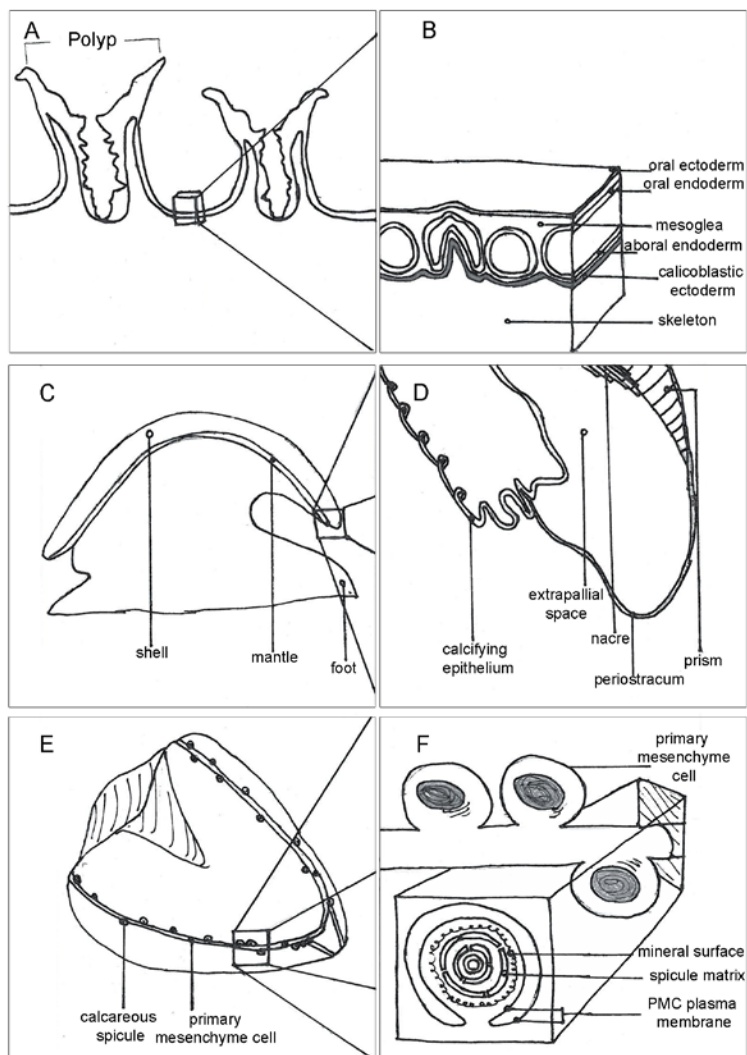 A
Polyp
B
oral ectoderm
oral endoderm
mesoglea
aboral endoderm
calicoblastic
ectoderm
skeleton
C
shell
mantle
foot
D
calcifying
epithelium
extrapallial
space
nacre
periostracum
prism
E
calcareous
spicule
primary
mesenchyme cell
F
primary
mesenchyme
cell
mineral surface
spicule matrix
PMC plasma
membrane